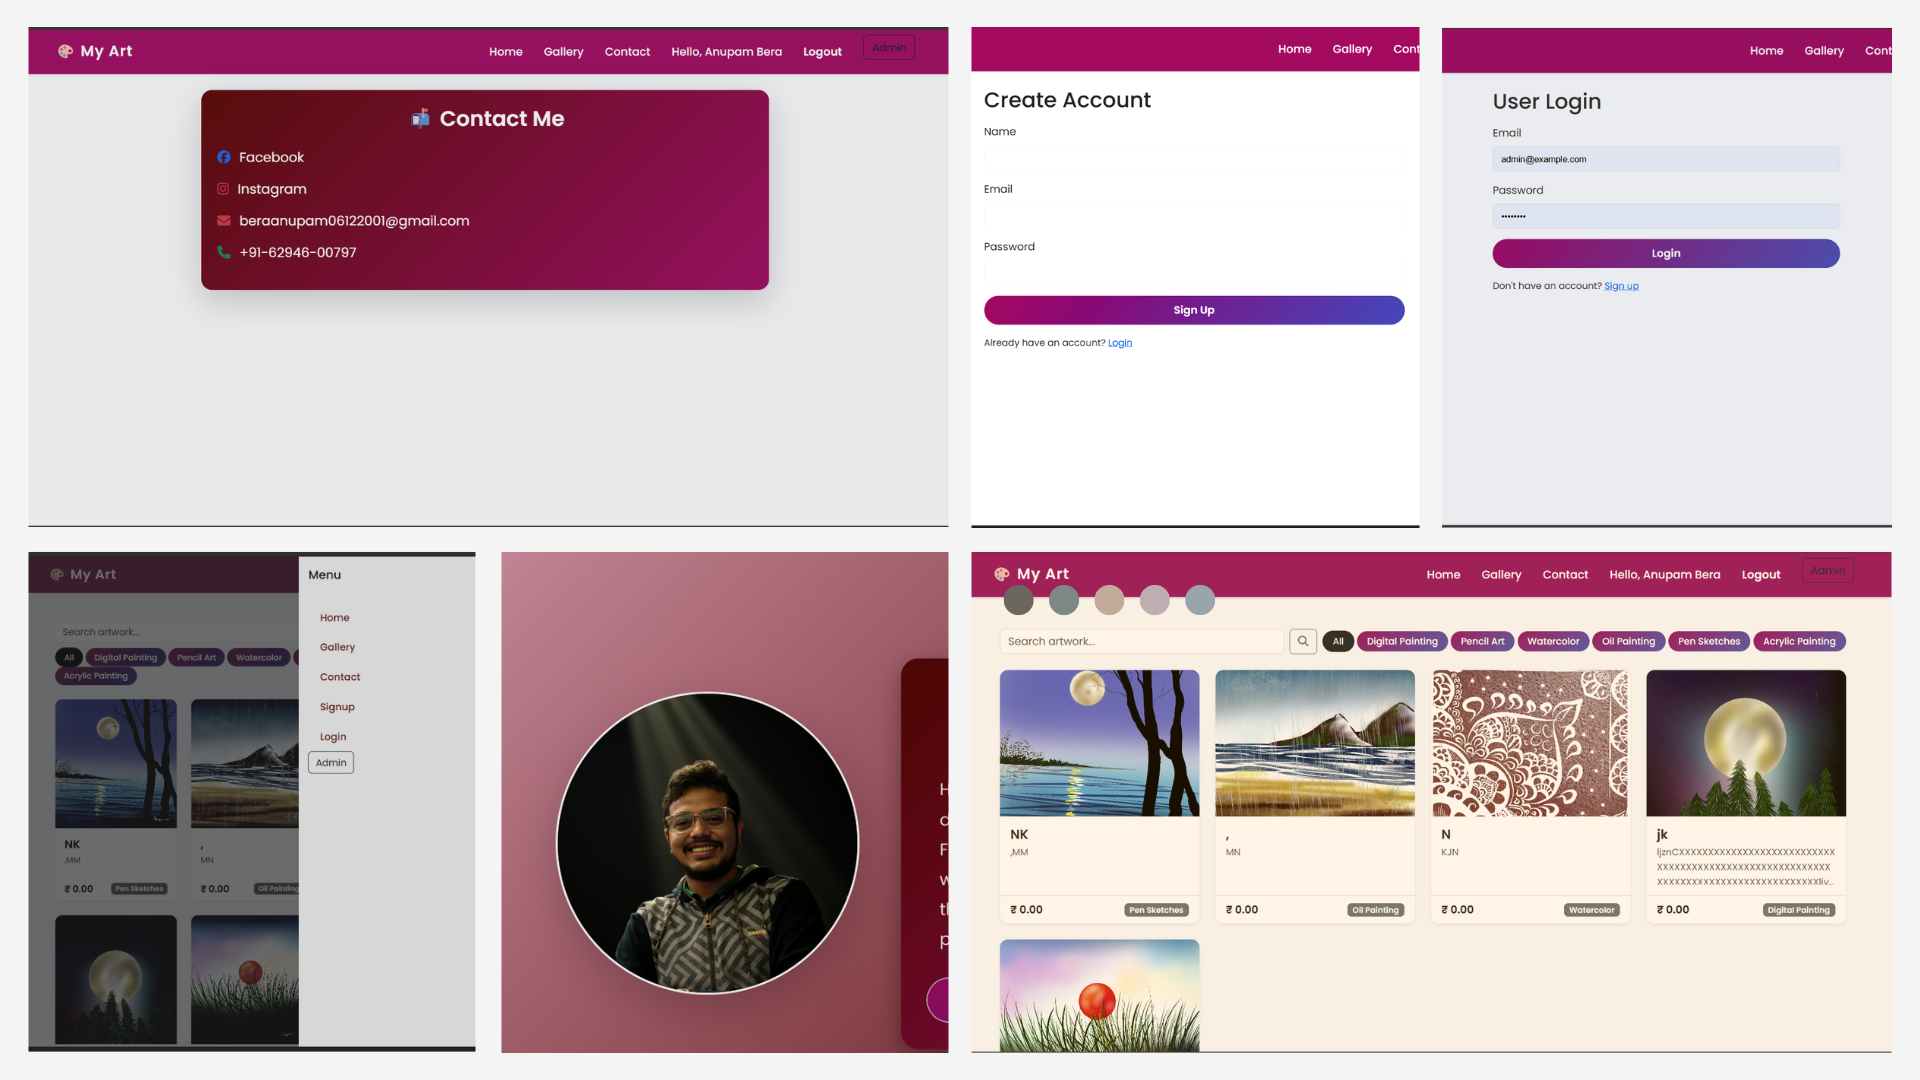 My Art
Home Gallery Contact Hello, Anupam Bera Logout Admin
Contact Me
Facebook
Instagram
beraanupam06122001@gmail.com
+91-62946-00797
Home Gallery Cont
Create Account
Name
Email
Password
Sign Up
Already have an account? Login
Home Gallery Cont
User Login
Email
admin@example.com
Password
••••••••
Login
Don't have an account? Sign up
My Art
Search artwork...
All Digital Painting Pencil Art Watercolor
Acrylic Painting
NK
,MM
₹ 0.00 Pen Sketches
,
MN
₹ 0.00 Oil Painting
Menu
Home
Gallery
Contact
Signup
Login
Admin
My Art
Home Gallery Contact Hello, Anupam Bera Logout Admin
Search artwork...
All Digital Painting Pencil Art Watercolor Oil Painting Pen Sketches Acrylic Painting
NK
,MM
₹ 0.00 Pen Sketches
,
MN
₹ 0.00 Oil Painting
N
KJN
₹ 0.00 Watercolor
jk
₹ 0.00 Digital Painting